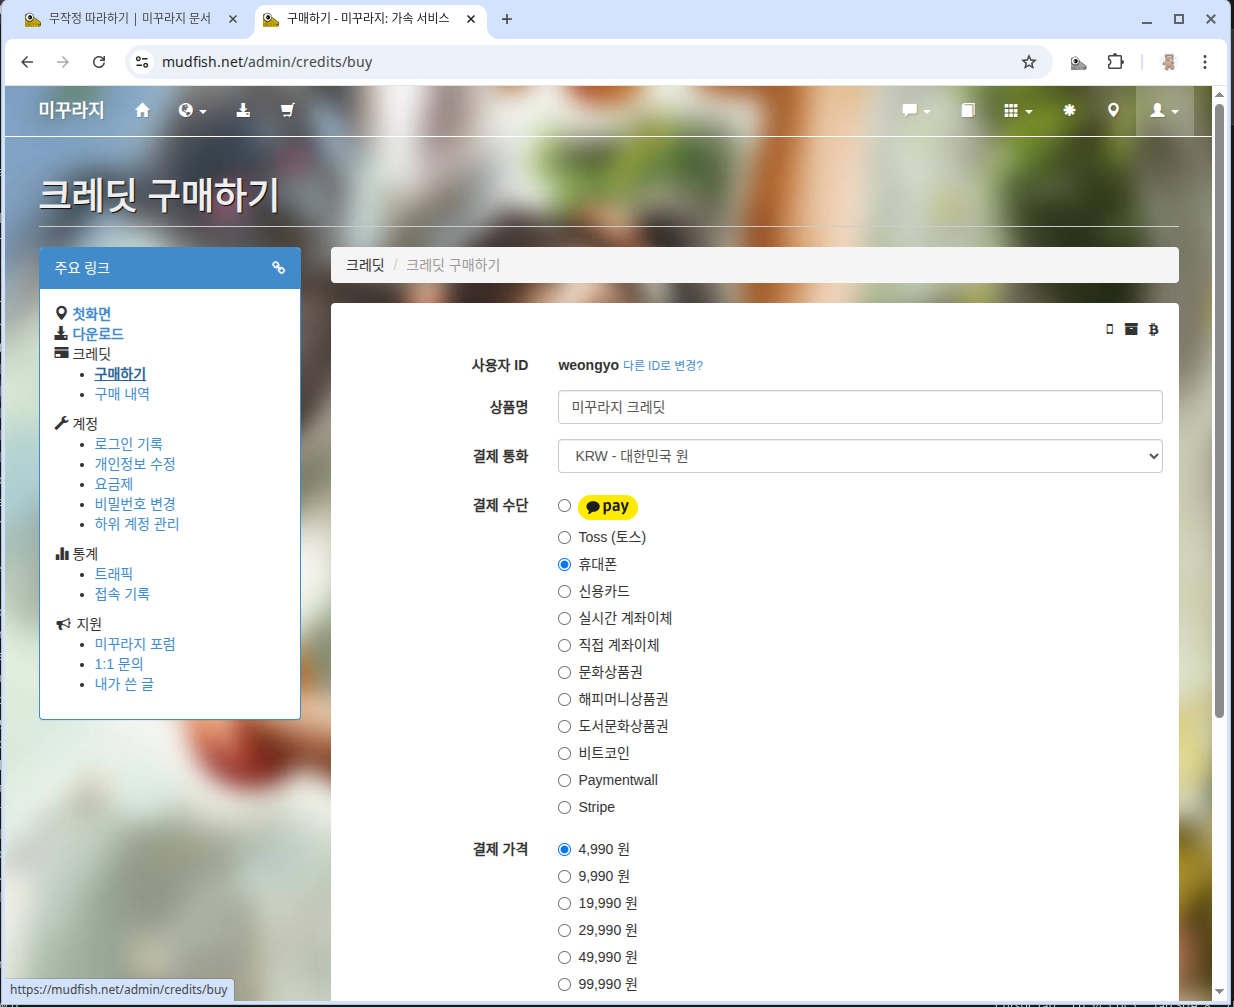 무작정 따라하기 | 미꾸라지 문서
구매하기 - 미꾸라지: 가속 서비스
mudfish.net/admin/credits/buy
미꾸라지
크레딧 구매하기
주요 링크
첫화면
다운로드
크레딧
구매하기
구매 내역
계정
로그인 기록
개인정보 수정
요금제
비밀번호 변경
하위 계정 관리
통계
트래픽
접속 기록
지원
미꾸라지 포럼
1:1 문의
내가 쓴 글
크레딧 / 크레딧 구매하기
사용자 ID weongyo 다른 ID로 변경?
상품명 미꾸라지 크레딧
결제 통화 KRW - 대한민국 원
결제 수단 pay
Toss (토스)
휴대폰
신용카드
실시간 계좌이체
직접 계좌이체
문화상품권
해피머니상품권
도서문화상품권
비트코인
Paymentwall
Stripe
결제 가격 4,990 원
9,990 원
19,990 원
29,990 원
49,990 원
99,990 원
https://mudfish.net/admin/credits/buy